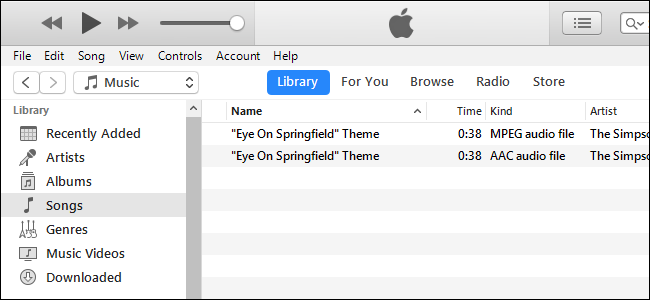 File Edit Song View Controls Account Help
Music Library For You Browse Radio Store
Library
Name Time Kind Artist
Recently Added
"Eye On Springfield" Theme 0:38 MPEG audio file The Simps
Artists
"Eye On Springfield" Theme 0:38 AAC audio file The Simps
Albums
Songs
Genres
Music Videos
Downloaded